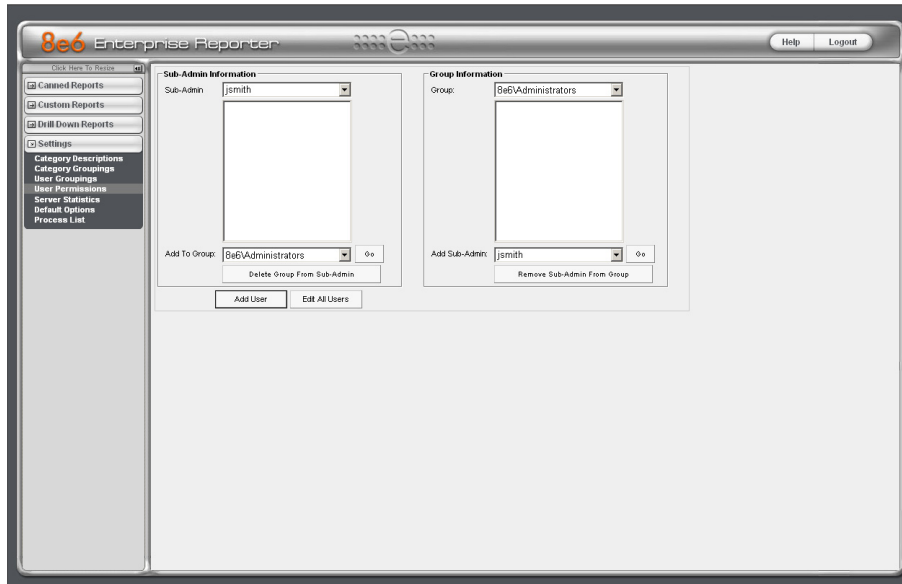 8e6 Enterprise Reporter
Help Logout
Click Here To Resize
Canned Reports
Custom Reports
Drill Down Reports
Settings
Category Descriptions
Category Groupings
User Groupings
User Permissions
Server Statistics
Default Options
Process List
Sub-Admin Information
Sub-Admin jsmith
Add To Group: 8e6\Administrators Go
Delete Group From Sub-Admin
Group Information
Group: 8e6\Administrators
Add Sub-Admin: jsmith Go
Remove Sub-Admin From Group
Add User Edit All Users